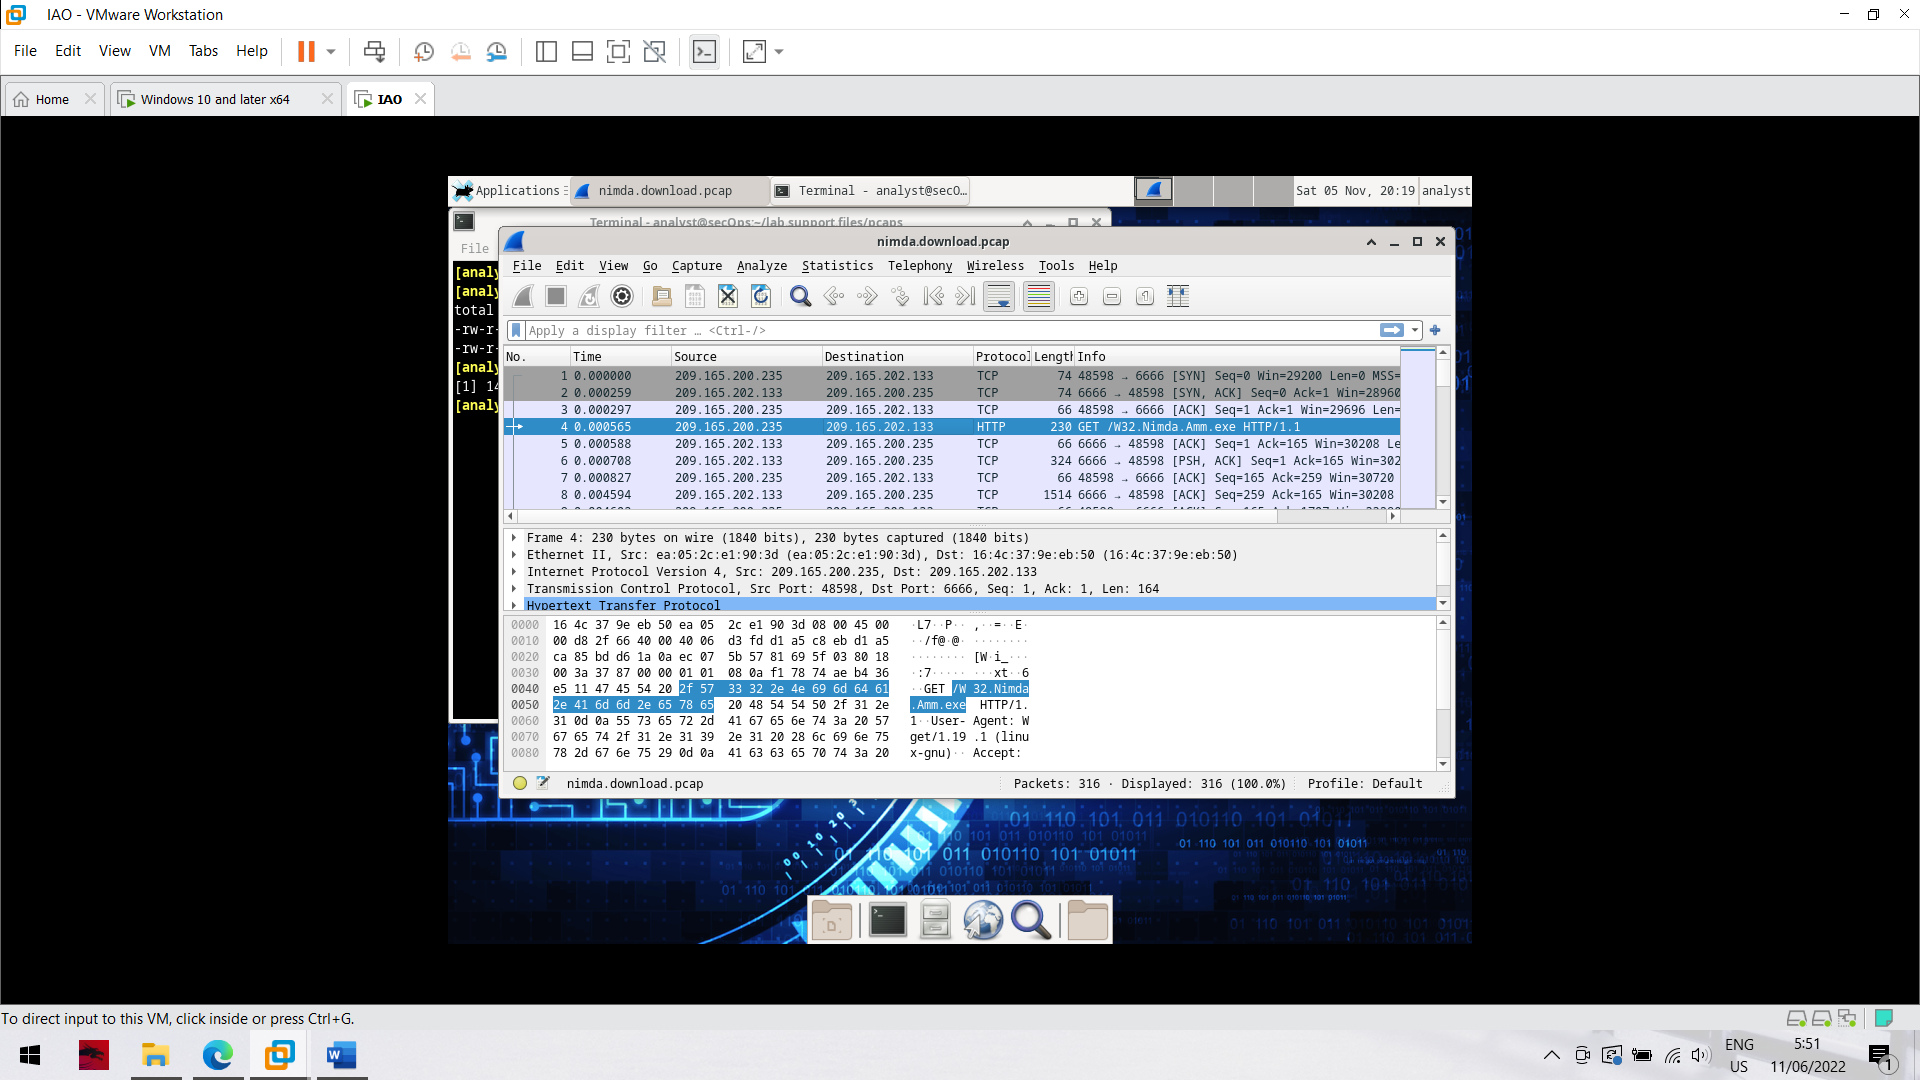 IAO - VMware Workstation
File Edit View VM Tabs Help
Home
Windows 10 and later x64
IAO
Applications
nimda.download.pcap
Terminal - analyst@secO...
Sat 05 Nov, 20:19
analyst
Terminal - analyst@secOps:~/lab.support.files/pcaps
File
[analy
[analy
total
-rw-r-
-rw-r-
[analy
[1] 14
[analy
nimda.download.pcap
File Edit View Go Capture Analyze Statistics Telephony Wireless Tools Help
Apply a display filter … <Ctrl-/>
No. Time Source Destination Protocol Length Info
1 0.000000 209.165.200.235 209.165.202.133 TCP 74 48598 → 6666 [SYN] Seq=0 Win=29200 Len=0 MSS=
2 0.000259 209.165.202.133 209.165.200.235 TCP 74 6666 → 48598 [SYN, ACK] Seq=0 Ack=1 Win=28960
3 0.000297 209.165.200.235 209.165.202.133 TCP 66 48598 → 6666 [ACK] Seq=1 Ack=1 Win=29696 Len=
4 0.000565 209.165.200.235 209.165.202.133 HTTP 230 GET /W32.Nimda.Amm.exe HTTP/1.1
5 0.000588 209.165.202.133 209.165.200.235 TCP 66 6666 → 48598 [ACK] Seq=1 Ack=165 Win=30208 Le
6 0.000708 209.165.202.133 209.165.200.235 TCP 324 6666 → 48598 [PSH, ACK] Seq=1 Ack=165 Win=302
7 0.000827 209.165.200.235 209.165.202.133 TCP 66 48598 → 6666 [ACK] Seq=165 Ack=259 Win=30720
8 0.004594 209.165.202.133 209.165.200.235 TCP 1514 6666 → 48598 [ACK] Seq=259 Ack=165 Win=30208
Frame 4: 230 bytes on wire (1840 bits), 230 bytes captured (1840 bits)
Ethernet II, Src: ea:05:2c:e1:90:3d (ea:05:2c:e1:90:3d), Dst: 16:4c:37:9e:eb:50 (16:4c:37:9e:eb:50)
Internet Protocol Version 4, Src: 209.165.200.235, Dst: 209.165.202.133
Transmission Control Protocol, Src Port: 48598, Dst Port: 6666, Seq: 1, Ack: 1, Len: 164
Hypertext Transfer Protocol
0000 16 4c 37 9e eb 50 ea 05 2c e1 90 3d 08 00 45 00 ·L7··P·· ,··=··E·
0010 00 d8 2f 66 40 00 40 06 d3 fd d1 a5 c8 eb d1 a5 ··/f@·@· ········
0020 ca 85 bd d6 1a 0a ec 07 5b 57 81 69 5f 03 80 18 ········ [W·i_···
0030 00 3a 37 87 00 00 01 01 08 0a f1 78 74 ae b4 36 ·:7····· ···xt··6
0040 e5 11 47 45 54 20 2f 57 33 32 2e 4e 69 6d 64 61 ··GET /W 32.Nimda
0050 2e 41 6d 6d 2e 65 78 65 20 48 54 54 50 2f 31 2e .Amm.exe HTTP/1.
0060 31 0d 0a 55 73 65 72 2d 41 67 65 6e 74 3a 20 57 1··User- Agent: W
0070 67 65 74 2f 31 2e 31 39 2e 31 20 28 6c 69 6e 75 get/1.19 .1 (linu
0080 78 2d 67 6e 75 29 0d 0a 41 63 63 65 70 74 3a 20 x-gnu)·· Accept:
nimda.download.pcap
Packets: 316 · Displayed: 316 (100.0%)
Profile: Default
To direct input to this VM, click inside or press Ctrl+G.
ENG
US
5:51
11/06/2022
1